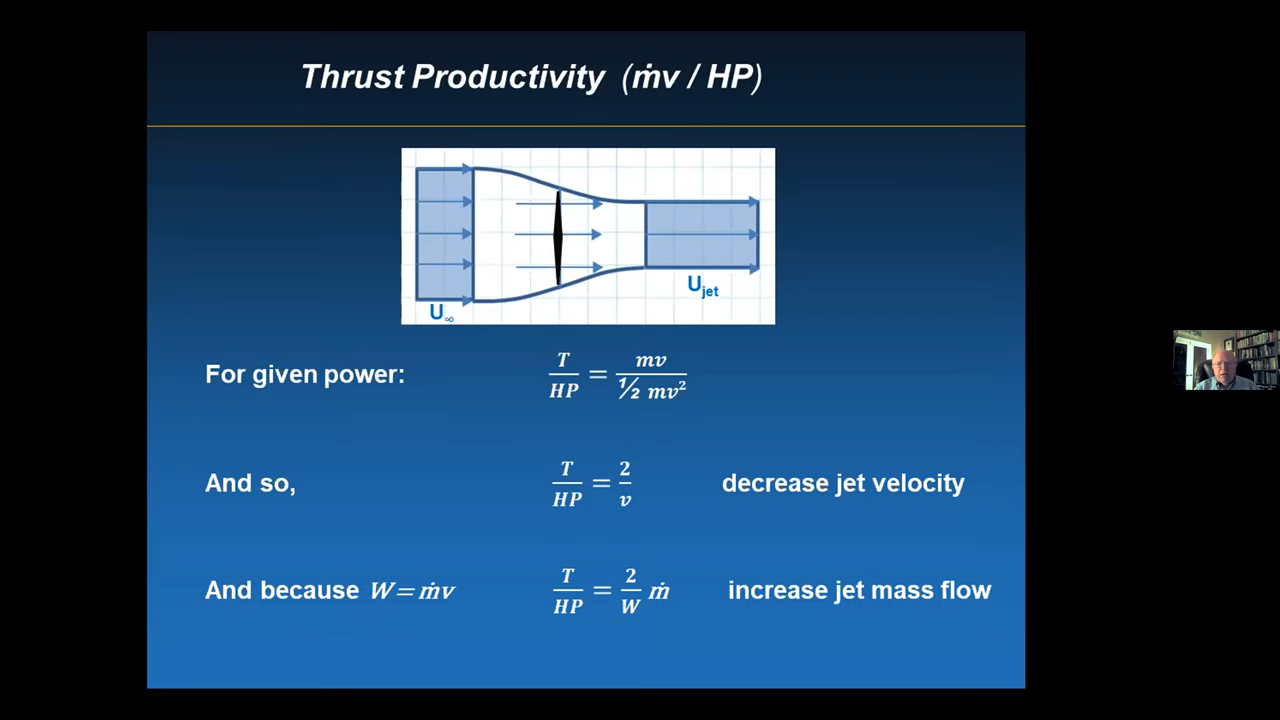 Thrust Productivity (ṁv / HP)
U∞
Ujet
For given power: T/HP = mv / ½ mv²
And so, T/HP = 2/v decrease jet velocity
And because W=ṁv T/HP = 2/W ṁ increase jet mass flow